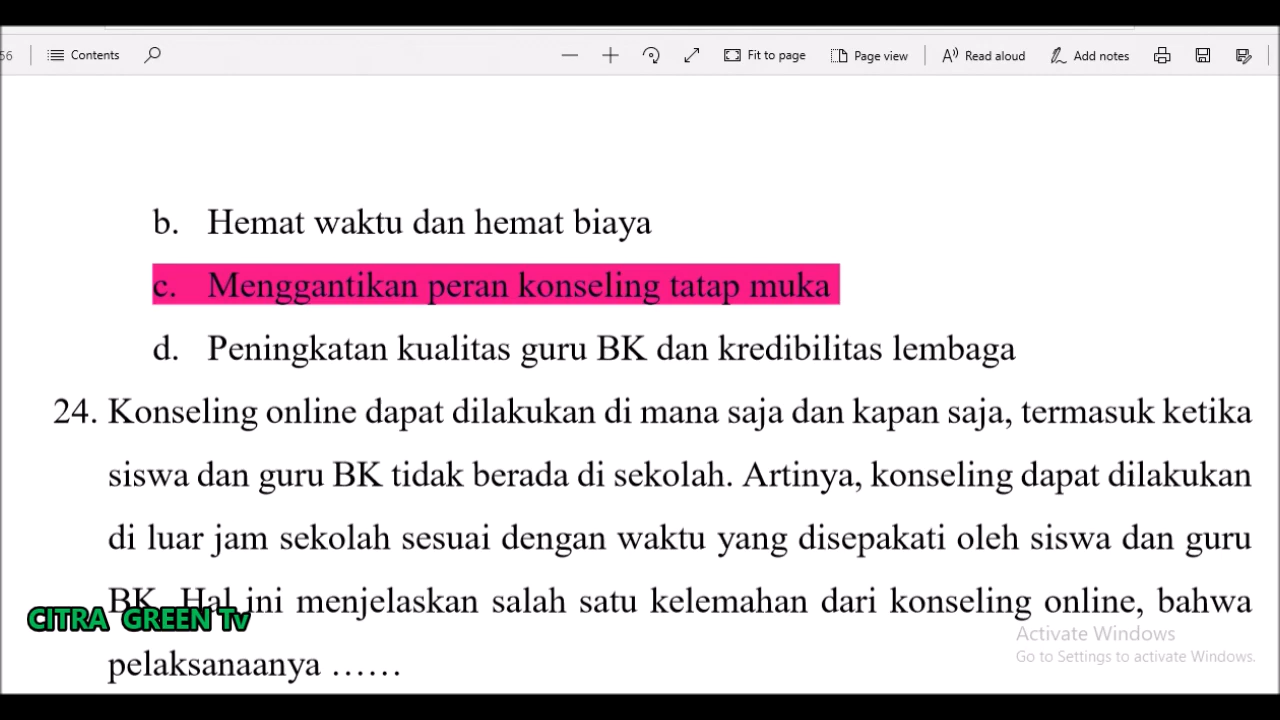 56 Contents Fit to page Page view Read aloud Add notes
b. Hemat waktu dan hemat biaya
c. Menggantikan peran konseling tatap muka
d. Peningkatan kualitas guru BK dan kredibilitas lembaga
24. Konseling online dapat dilakukan di mana saja dan kapan saja, termasuk ketika
siswa dan guru BK tidak berada di sekolah. Artinya, konseling dapat dilakukan
di luar jam sekolah sesuai dengan waktu yang disepakati oleh siswa dan guru
BK. Hal ini menjelaskan salah satu kelemahan dari konseling online, bahwa
CITRA GREEN Tv
Activate Windows
Go to Settings to activate Windows.
pelaksanaanya ……